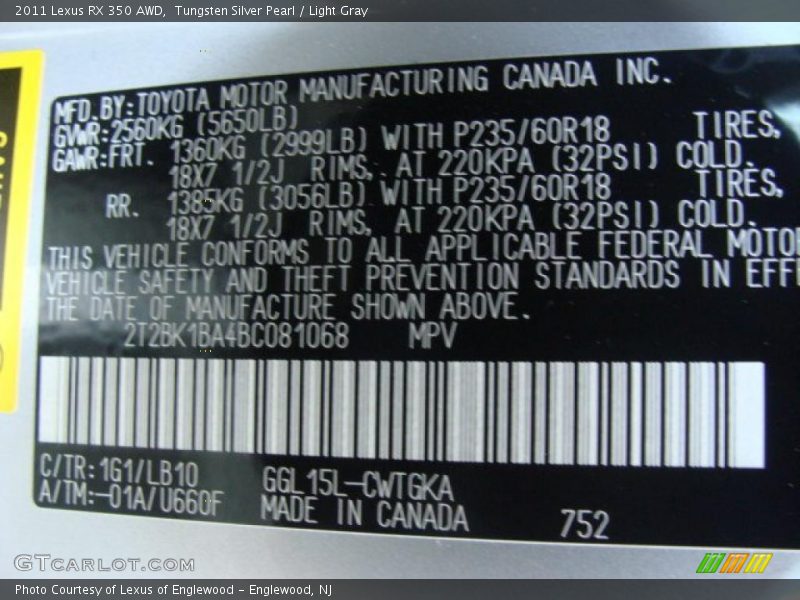 2011 Lexus RX 350 AWD,  Tungsten Silver Pearl / Light Gray
MFD.BY:TOYOTA MOTOR MANUFACTURING CANADA INC.
GVWR:2560KG (5650LB)
GAWR:FRT. 1360KG (2999LB) WITH P235/60R18 TIRES,
18X7 1/2J RIMS, AT 220KPA (32PSI) COLD.
RR. 1385KG (3056LB) WITH P235/60R18 TIRES,
18X7 1/2J RIMS, AT 220KPA (32PSI) COLD.
THIS VEHICLE CONFORMS TO ALL APPLICABLE FEDERAL MOTO
VEHICLE SAFETY AND THEFT PREVENTION STANDARDS IN EFF
THE DATE OF MANUFACTURE SHOWN ABOVE.
2T2BK1BA4BC081068 MPV
C/TR:1G1/LB10 GGL15L-CWTGKA
A/TM:-01A/U660F MADE IN CANADA 752
GTcarlot.com
Photo Courtesy of Lexus of Englewood – Englewood, NJ